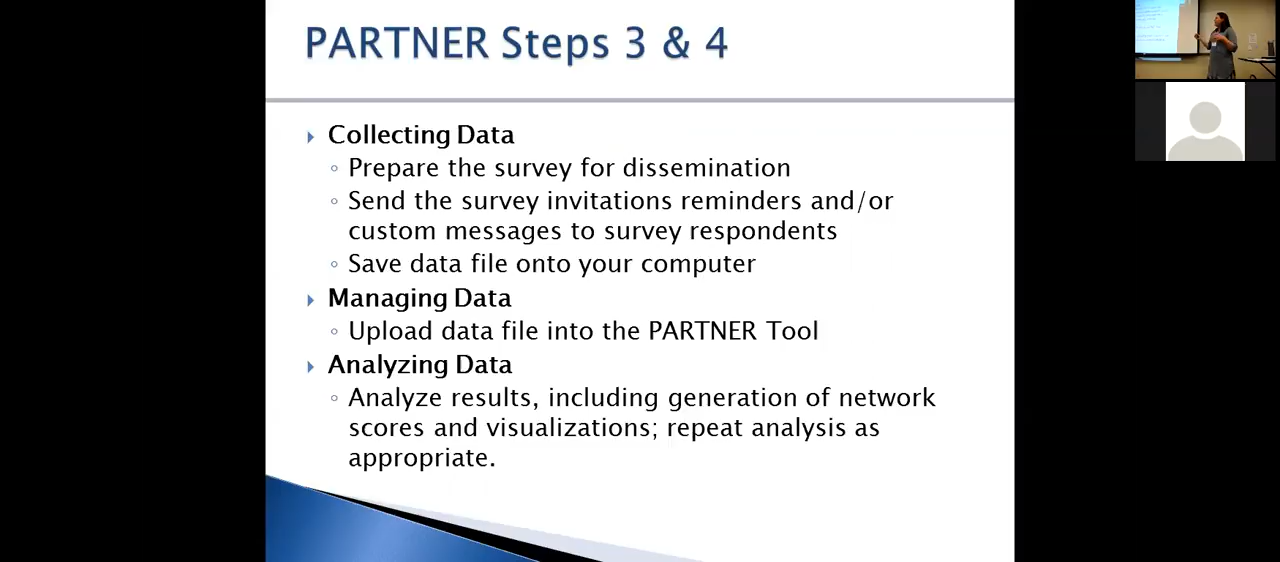 PARTNER Steps 3 & 4
Collecting Data
Prepare the survey for dissemination
Send the survey invitations reminders and/or
custom messages to survey respondents
Save data file onto your computer
Managing Data
Upload data file into the PARTNER Tool
Analyzing Data
Analyze results, including generation of network
scores and visualizations; repeat analysis as
appropriate.